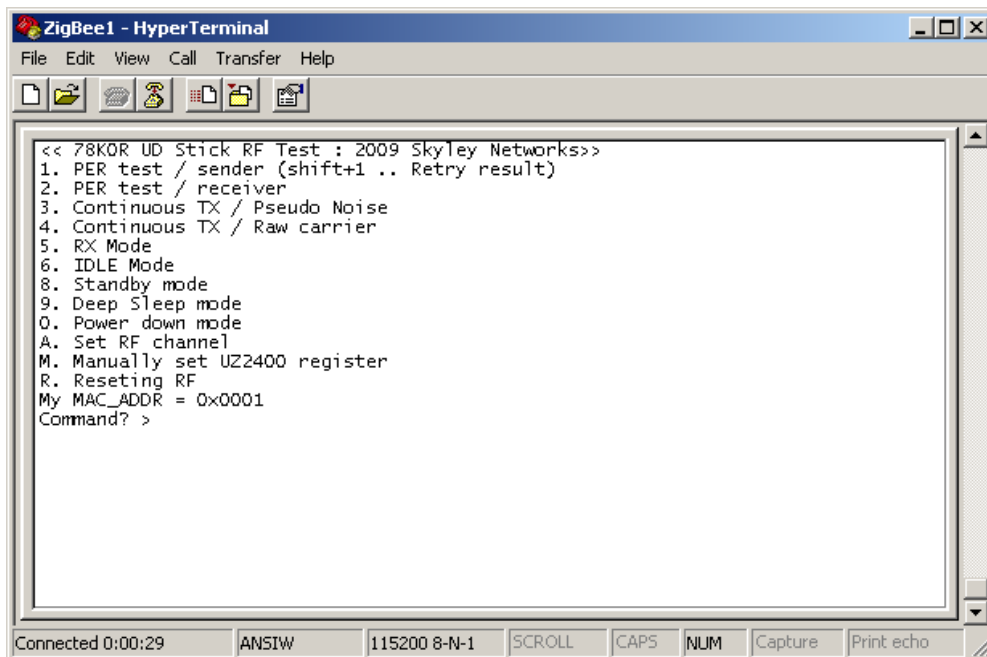 ZigBee1 - HyperTerminal
File Edit View Call Transfer Help
<< 78K0R UD Stick RF Test : 2009 Skyley Networks>>
1. PER test / sender (shift+1 .. Retry result)
2. PER test / receiver
3. Continuous TX / Pseudo Noise
4. Continuous TX / Raw carrier
5. RX Mode
6. IDLE Mode
8. Standby mode
9. Deep Sleep mode
0. Power down mode
A. Set RF channel
M. Manually set UZ2400 register
R. Reseting RF
My MAC_ADDR = 0x0001
Command? >
Connected 0:00:29 ANSIW 115200 8-N-1 SCROLL CAPS NUM Capture Print echo